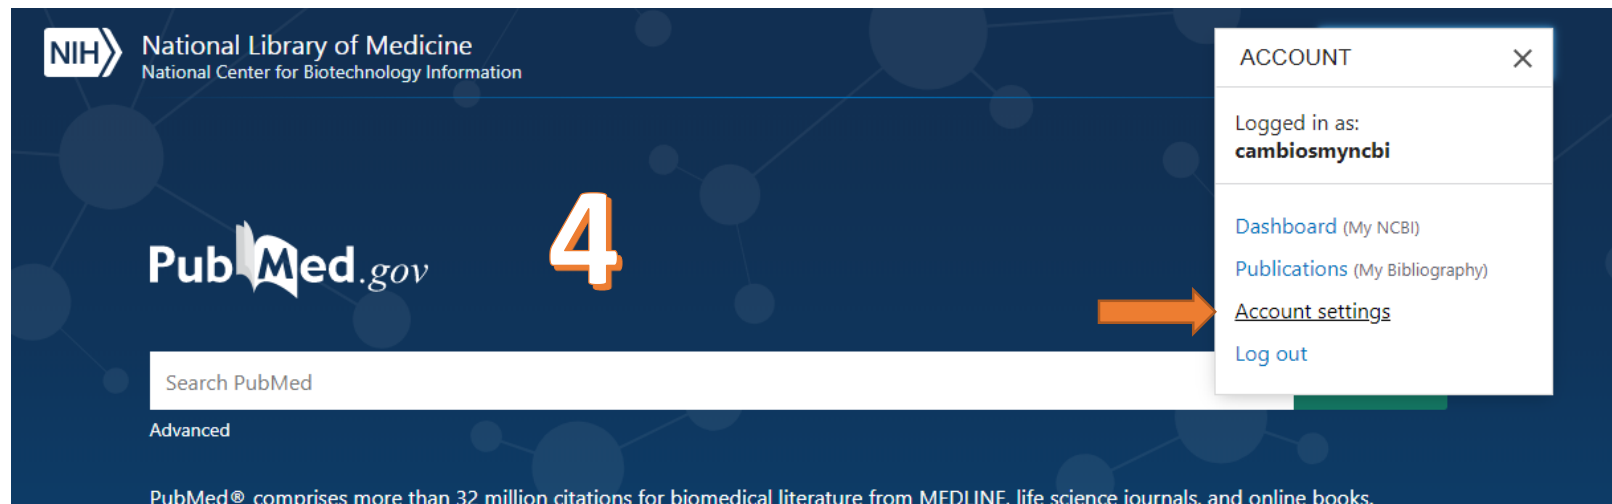 NIH
National Library of Medicine
National Center for Biotechnology Information
ACCOUNT
Logged in as:
cambiosmyncbi
Dashboard (My NCBI)
Publications (My Bibliography)
Account settings
Log out
4
PubMed.gov
Search PubMed
Advanced
PubMed® comprises more than 32 million citations for biomedical literature from MEDLINE, life science journals, and online books.